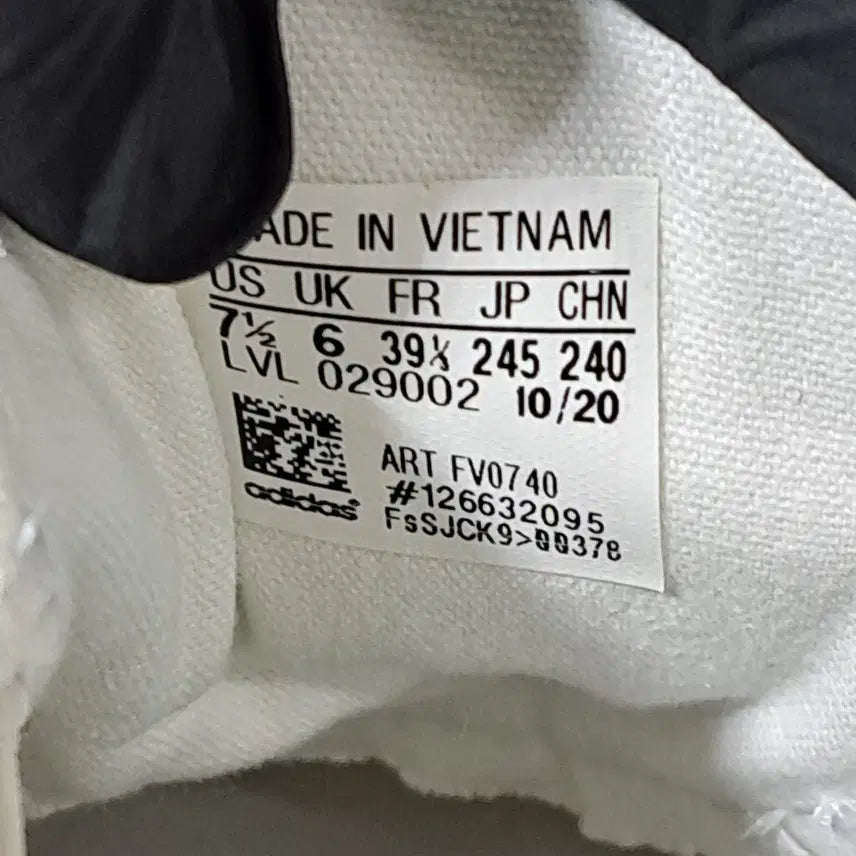 ADE IN VIETNAM
US UK FR JP CHN
7½ 6 39⅓ 245 240
LVL 029002 10/20
adidas
ART FV0740
#126632095
FsSJCK9>00378